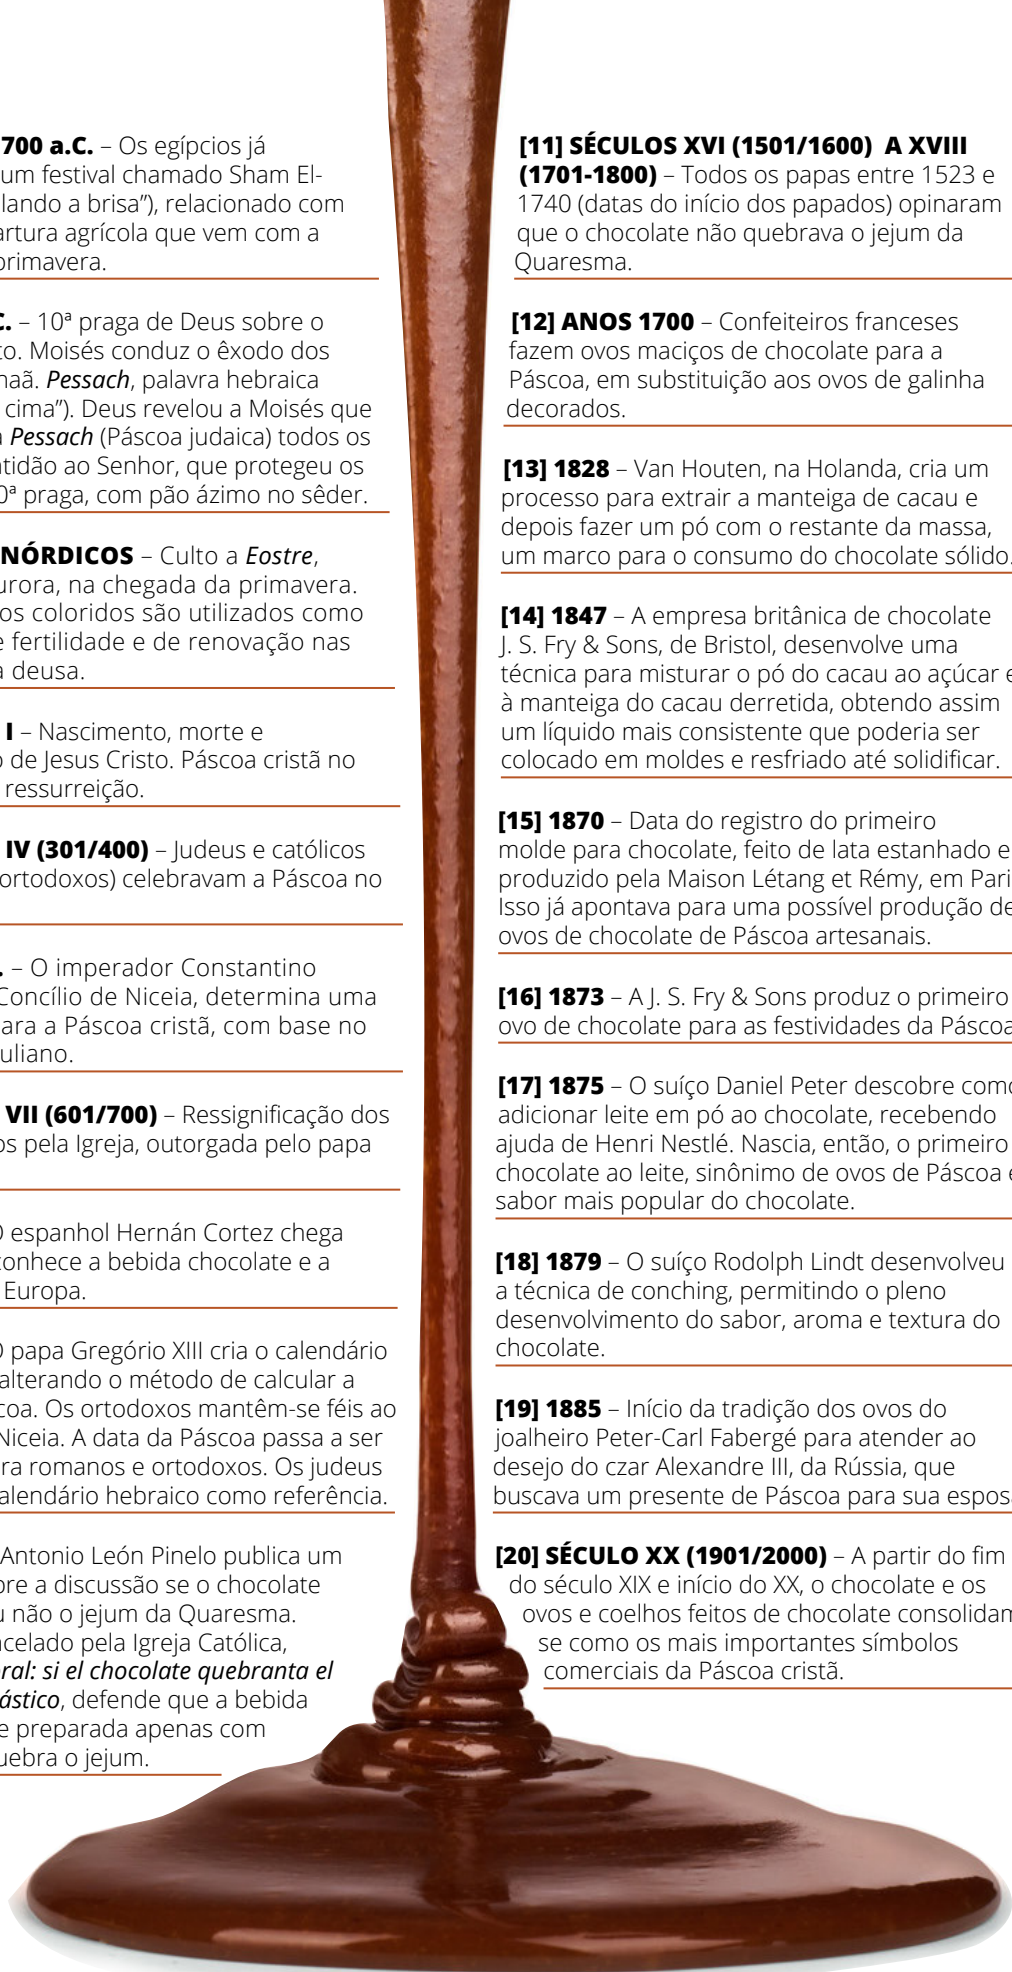 700 a.C. – Os egípcios já
um festival chamado Sham El-
lando a brisa”), relacionado com
artura agrícola que vem com a
primavera.
C. – 10ª praga de Deus sobre o
to. Moisés conduz o êxodo dos
naã. Pessach, palavra hebraica
cima”). Deus revelou a Moisés que
a Pessach (Páscoa judaica) todos os
atidão ao Senhor, que protegeu os
0ª praga, com pão ázimo no sêder.
NÓRDICOS – Culto a Eostre,
urora, na chegada da primavera.
os coloridos são utilizados como
e fertilidade e de renovação nas
a deusa.
I – Nascimento, morte e
o de Jesus Cristo. Páscoa cristã no
ressurreição.
IV (301/400) – Judeus e católicos
ortodoxos) celebravam a Páscoa no
. – O imperador Constantino
Concílio de Niceia, determina uma
ara a Páscoa cristã, com base no
uliano.
VII (601/700) – Ressignificação dos
os pela Igreja, outorgada pelo papa
O espanhol Hernán Cortez chega
conhece a bebida chocolate e a
Europa.
O papa Gregório XIII cria o calendário
alterando o método de calcular a
coa. Os ortodoxos mantêm-se féis ao
Niceia. A data da Páscoa passa a ser
ra romanos e ortodoxos. Os judeus
alendário hebraico como referência.
Antonio León Pinelo publica um
bre a discussão se o chocolate
u não o jejum da Quaresma.
ncelado pela Igreja Católica,
oral: si el chocolate quebranta el
ástico, defende que a bebida
e preparada apenas com
uebra o jejum.
[11] SÉCULOS XVI (1501/1600) A XVIII
(1701-1800) – Todos os papas entre 1523 e
1740 (datas do início dos papados) opinaram
que o chocolate não quebrava o jejum da
Quaresma.
[12] ANOS 1700 – Confeiteiros franceses
fazem ovos maciços de chocolate para a
Páscoa, em substituição aos ovos de galinha
decorados.
[13] 1828 – Van Houten, na Holanda, cria um
processo para extrair a manteiga de cacau e
depois fazer um pó com o restante da massa,
um marco para o consumo do chocolate sólido.
[14] 1847 – A empresa britânica de chocolate
J. S. Fry & Sons, de Bristol, desenvolve uma
técnica para misturar o pó do cacau ao açúcar e
à manteiga do cacau derretida, obtendo assim
um líquido mais consistente que poderia ser
colocado em moldes e resfriado até solidificar.
[15] 1870 – Data do registro do primeiro
molde para chocolate, feito de lata estanhado e
produzido pela Maison Létang et Rémy, em Pari
Isso já apontava para uma possível produção de
ovos de chocolate de Páscoa artesanais.
[16] 1873 – A J. S. Fry & Sons produz o primeiro
ovo de chocolate para as festividades da Páscoa
[17] 1875 – O suíço Daniel Peter descobre como
adicionar leite em pó ao chocolate, recebendo
ajuda de Henri Nestlé. Nascia, então, o primeiro
chocolate ao leite, sinônimo de ovos de Páscoa e
sabor mais popular do chocolate.
[18] 1879 – O suíço Rodolph Lindt desenvolveu
a técnica de conching, permitindo o pleno
desenvolvimento do sabor, aroma e textura do
chocolate.
[19] 1885 – Início da tradição dos ovos do
joalheiro Peter-Carl Fabergé para atender ao
desejo do czar Alexandre III, da Rússia, que
buscava um presente de Páscoa para sua espos
[20] SÉCULO XX (1901/2000) – A partir do fim
do século XIX e início do XX, o chocolate e os
ovos e coelhos feitos de chocolate consolidam
se como os mais importantes símbolos
comerciais da Páscoa cristã.